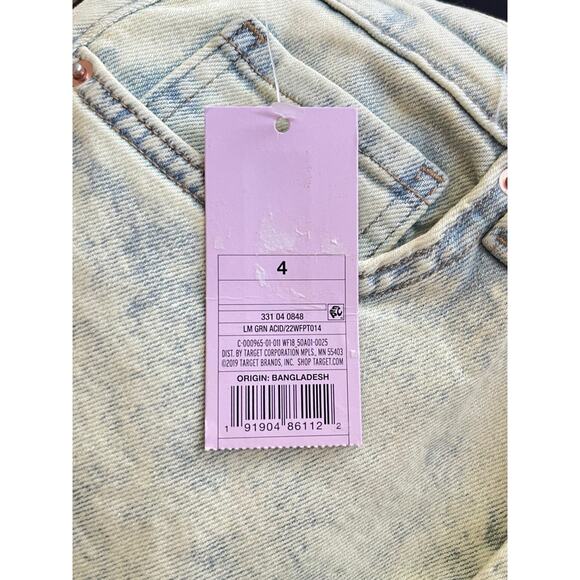 4
331 04 0848
LM GRN ACID/22WFPT014
C-000965-01-011 WF18_SOA01-0025
DIST. BY TARGET CORPORATION MPLS., MN 55403
©2019 TARGET BRANDS, INC. SHOP TARGET.COM
ORIGIN: BANGLADESH
1 91904 86112 2